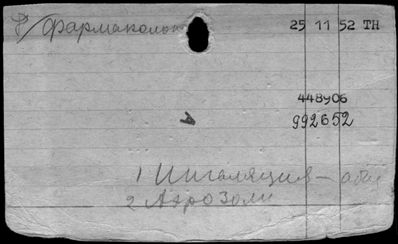 Фармаколог
25 11 52 ТН
448906
992652
А
1 Ингаляция —
2 Аэрозоли